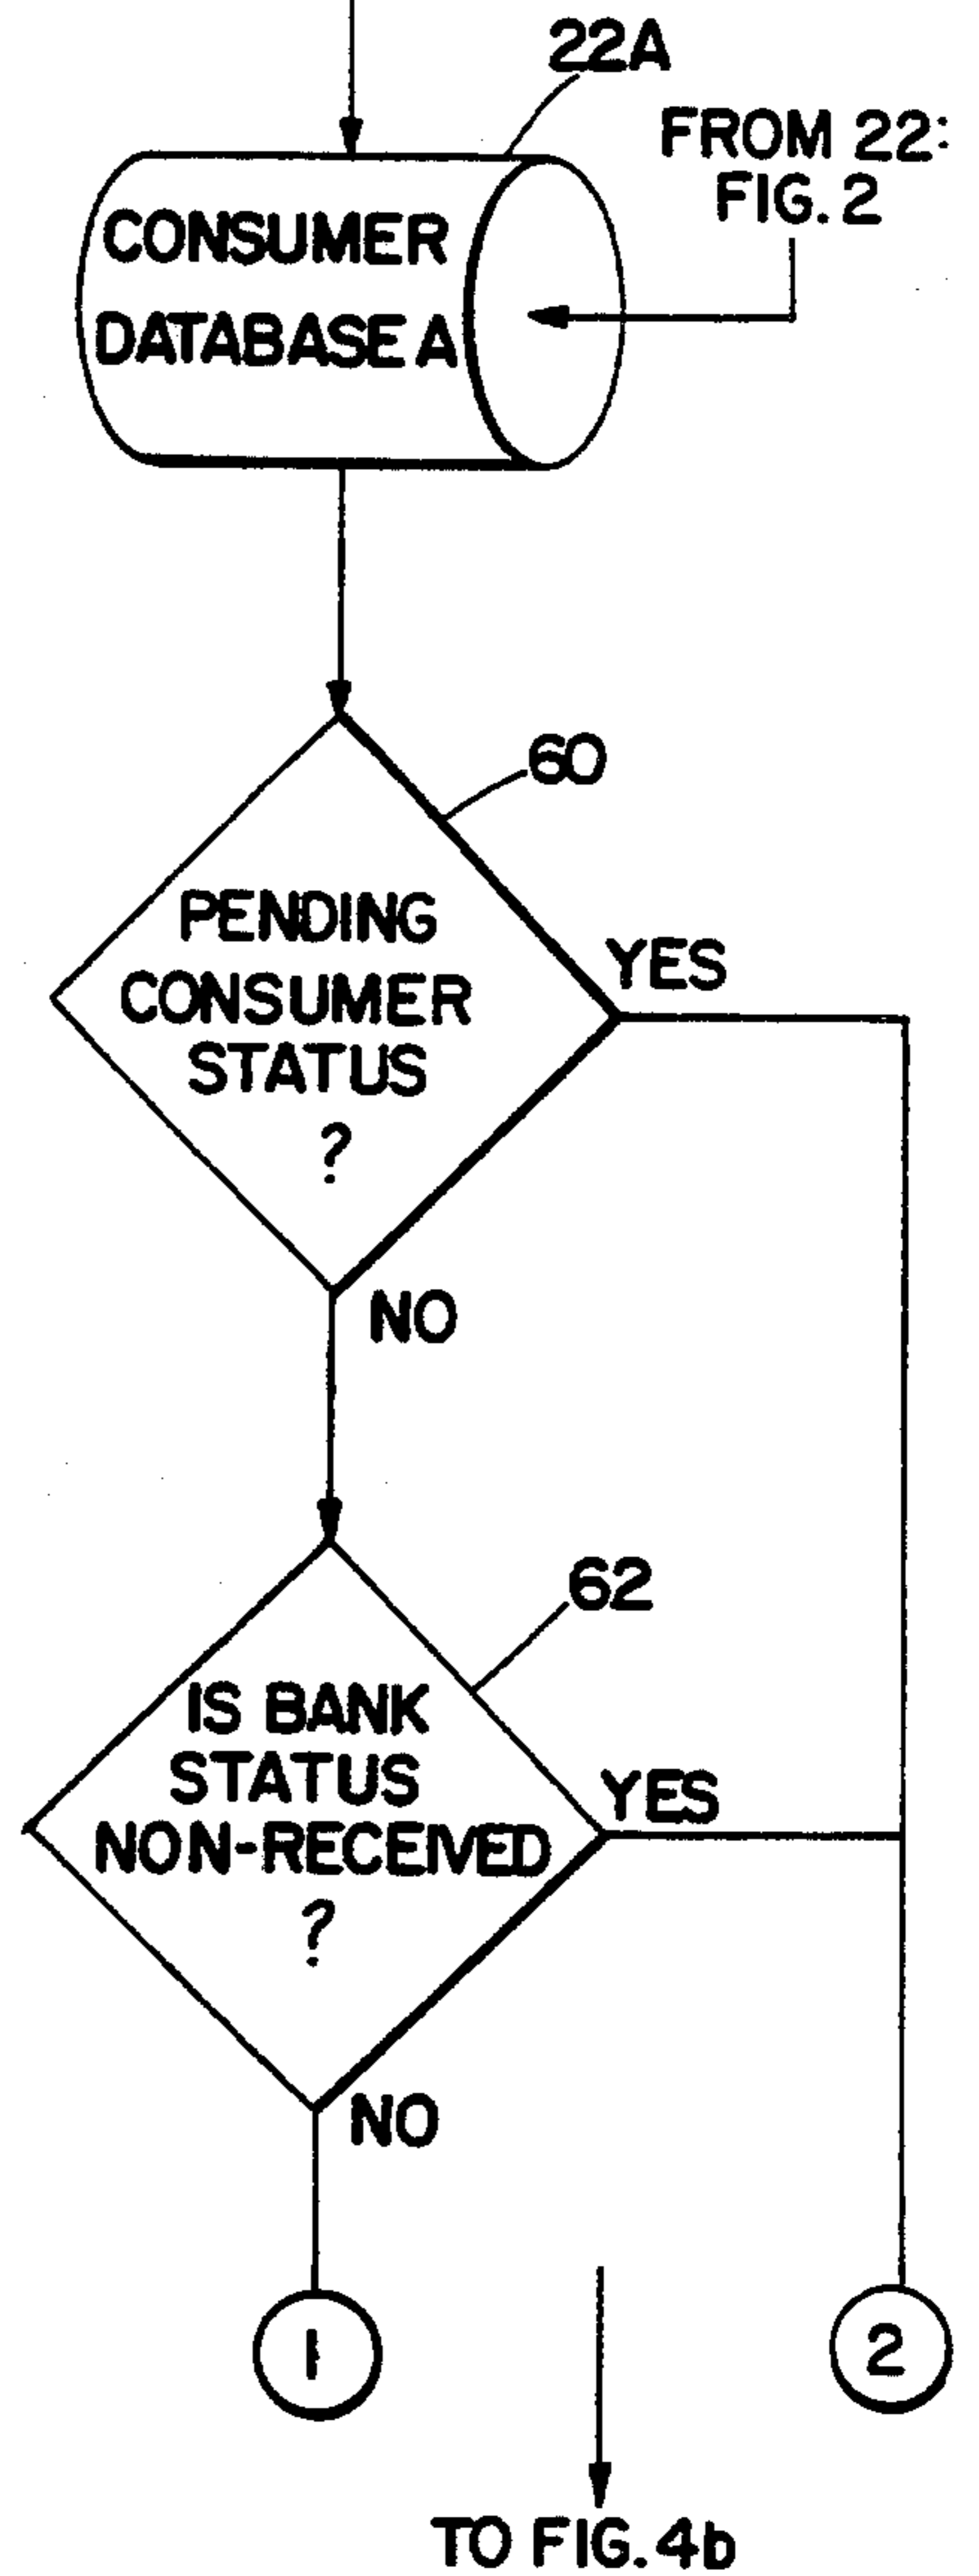 22A
FROM 22:
FIG. 2
CONSUMER
DATABASE A
60
PENDING
CONSUMER
STATUS
?
YES
NO
62
IS BANK
STATUS
NON-RECEIVED
?
YES
NO
1
2
TO FIG. 4b